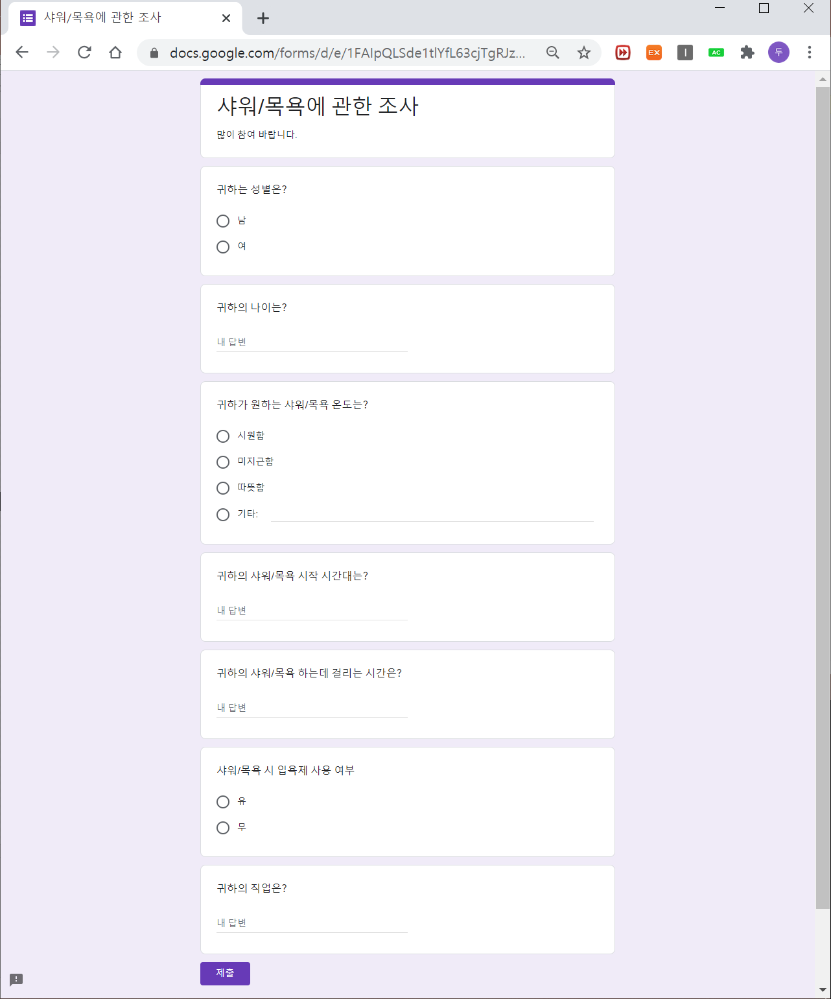 샤워/목욕에 관한 조사
docs.google.com/forms/d/e/1FAIpQLSde1tlYfL63cjTgRJz...
EX
I
AC
두
샤워/목욕에 관한 조사
많이 참여 바랍니다.
귀하는 성별은?
남
여
귀하의 나이는?
내 답변
귀하가 원하는 샤워/목욕 온도는?
시원함
미지근함
따뜻함
기타:
귀하의 샤워/목욕 시작 시간대는?
내 답변
귀하의 샤워/목욕 하는데 걸리는 시간은?
내 답변
샤워/목욕 시 입욕제 사용 여부
유
무
귀하의 직업은?
내 답변
제출